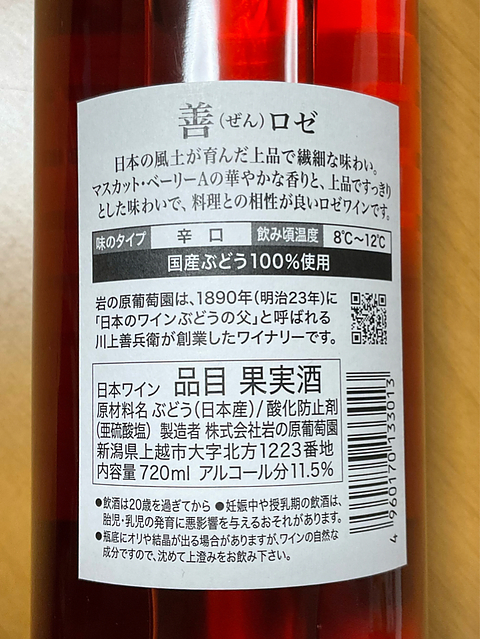 善(ぜん)ロゼ
日本の風土が育んだ上品で繊細な味わい。
マスカット・ベーリーAの華やかな香りと、上品ですっきり
とした味わいで、料理との相性が良いロゼワインです。
味のタイプ 辛口 飲み頃温度 8℃〜12℃
国産ぶどう100%使用
岩の原葡萄園は、1890年(明治23年)に
「日本のワインぶどうの父」と呼ばれる
川上善兵衛が創業したワイナリーです。
日本ワイン 品目 果実酒
原材料名 ぶどう(日本産)/酸化防止剤
(亜硫酸塩) 製造者 株式会社岩の原葡萄園
新潟県上越市大字北方1223番地
内容量 720ml アルコール分11.5%
●飲酒は20歳を過ぎてから ●妊娠中や授乳期の飲酒は、
胎児・乳児の発育に悪影響を与えるおそれがあります。
●瓶底にオリや結晶が出る場合がありますが、ワインの自然な
成分ですので、沈めて上澄みをお飲み下さい。
4 960170 133013